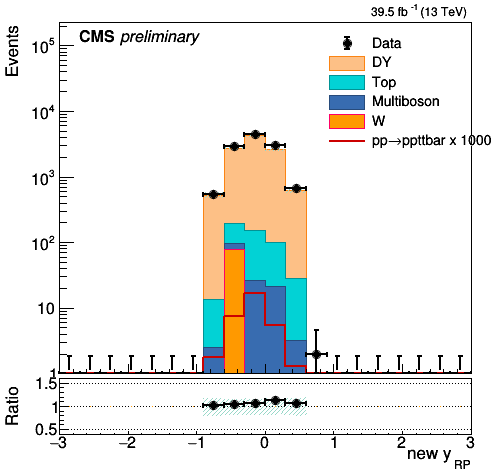 39.5 fb⁻¹ (13 TeV)
CMS preliminary
Events
10⁵
10⁴
10³
10²
10
1
Data
DY
Top
Multiboson
W
pp→ppttbar x 1000
Ratio
1.5
1
0.5
−3 −2 −1 0 1 2 3
new y_RP